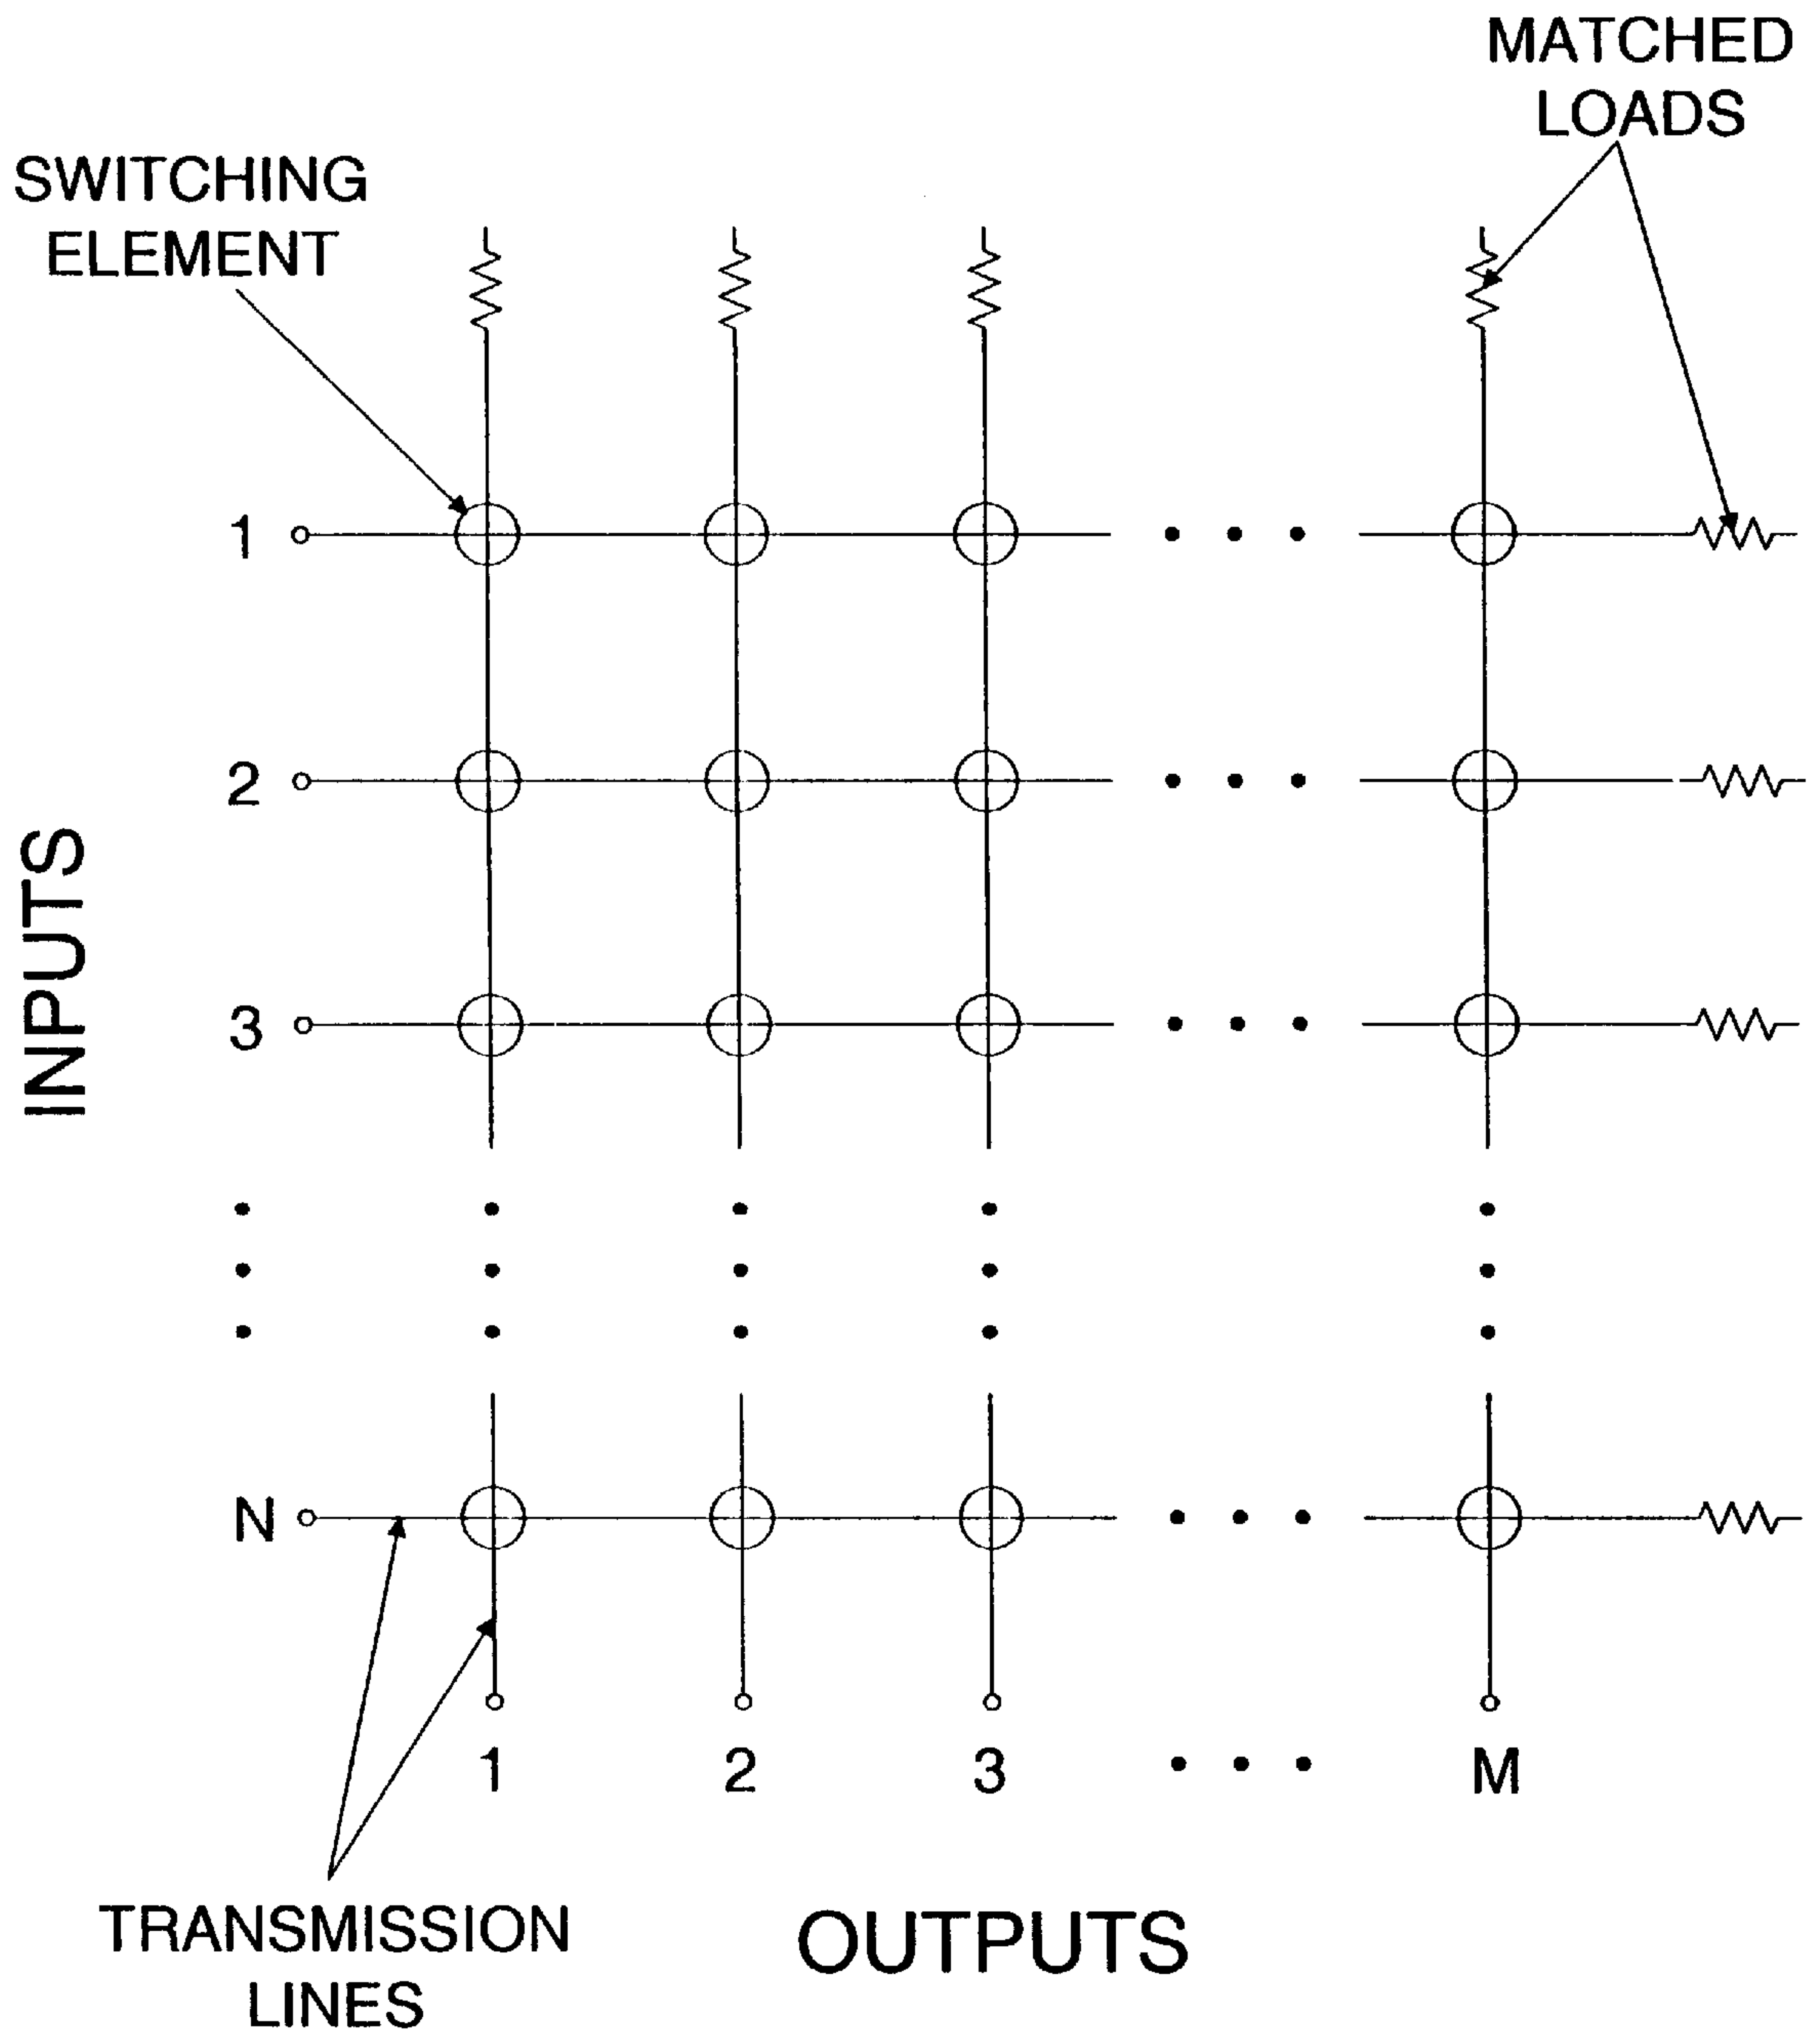 MATCHED
LOADS
SWITCHING
ELEMENT
1
2
INPUTS
3
N
1 2 3 M
TRANSMISSION
LINES
OUTPUTS